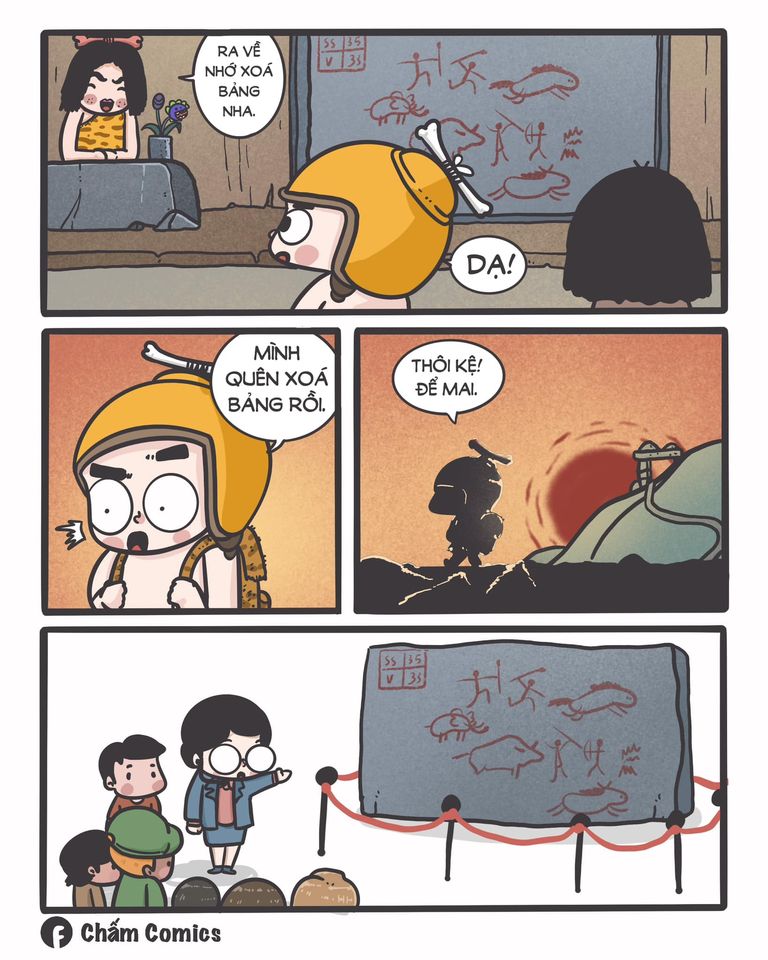 RA VỀ
NHỚ XOÁ
BẢNG
NHA.
SS 35
V 35
DẠ!
MÌNH
QUÊN XOÁ
BẢNG RỒI.
THÔI KỆ!
ĐỂ MAI.
SS 35
V 35
f Chấm Comics